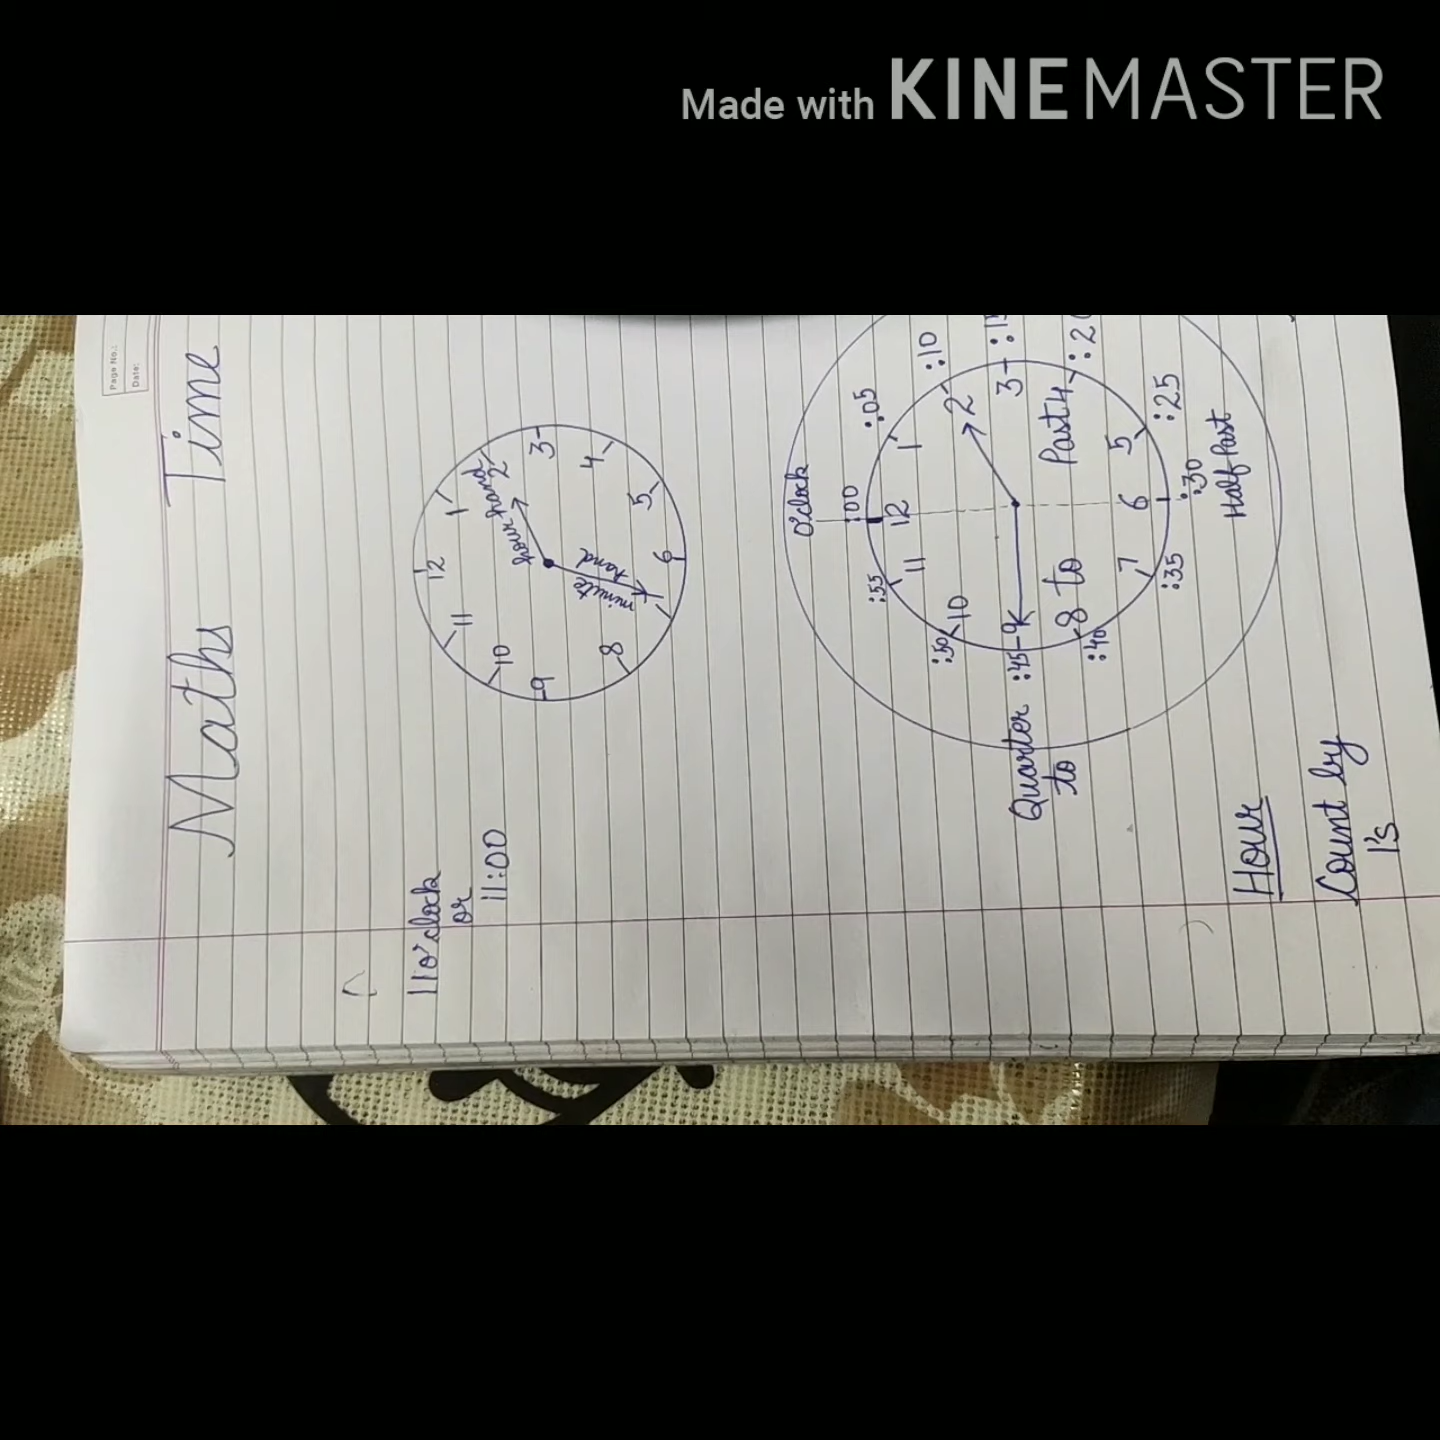 Made with KINEMASTER
Page No.:
Date:
Maths Time
11 o'clock
or
11:00
12
11
1
10
hour hand
2
9
3
minute
hand
8
4
7
5
6
O'clock
:00
:55
12
:05
11
1
:50
10
2
:10
Quarter
to
:45
9
3
8
to
Past
4
:40
7
5
:25
:35
6
:30
Half Past
Hour
Count by
1's